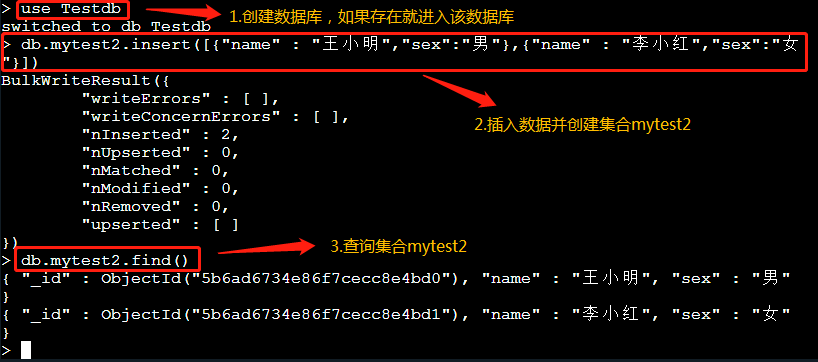 > use Testdb
1.创建数据库，如果存在就进入该数据库
switched to db Testdb
> db.mytest2.insert([{"name" : "王小明","sex":"男"},{"name" : "李小红","sex":"女
"}])
BulkWriteResult({
"writeErrors" : [ ],
"writeConcernErrors" : [ ],
2.插入数据并创建集合mytest2
"nInserted" : 2,
"nUpserted" : 0,
"nMatched" : 0,
"nModified" : 0,
"nRemoved" : 0,
"upserted" : [ ]
})
3.查询集合mytest2
> db.mytest2.find()
{ "_id" : ObjectId("5b6ad6734e86f7cecc8e4bd0"), "name" : "王小明", "sex" : "男"
}
{ "_id" : ObjectId("5b6ad6734e86f7cecc8e4bd1"), "name" : "李小红", "sex" : "女"
}
>